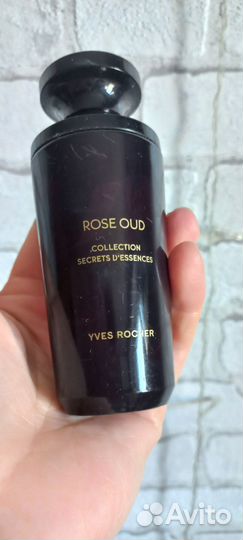 ROSE OUD
COLLECTION
SECRETS D'ESSENCES
YVES ROCHER
Avito